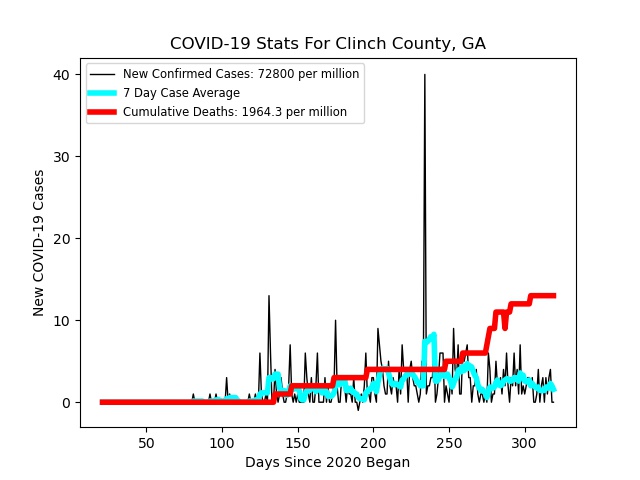 COVID-19 Stats For Clinch County, GA
New Confirmed Cases: 72800 per million
7 Day Case Average
Cumulative Deaths: 1964.3 per million
New COVID-19 Cases
40
30
20
10
0
50 100 150 200 250 300
Days Since 2020 Began